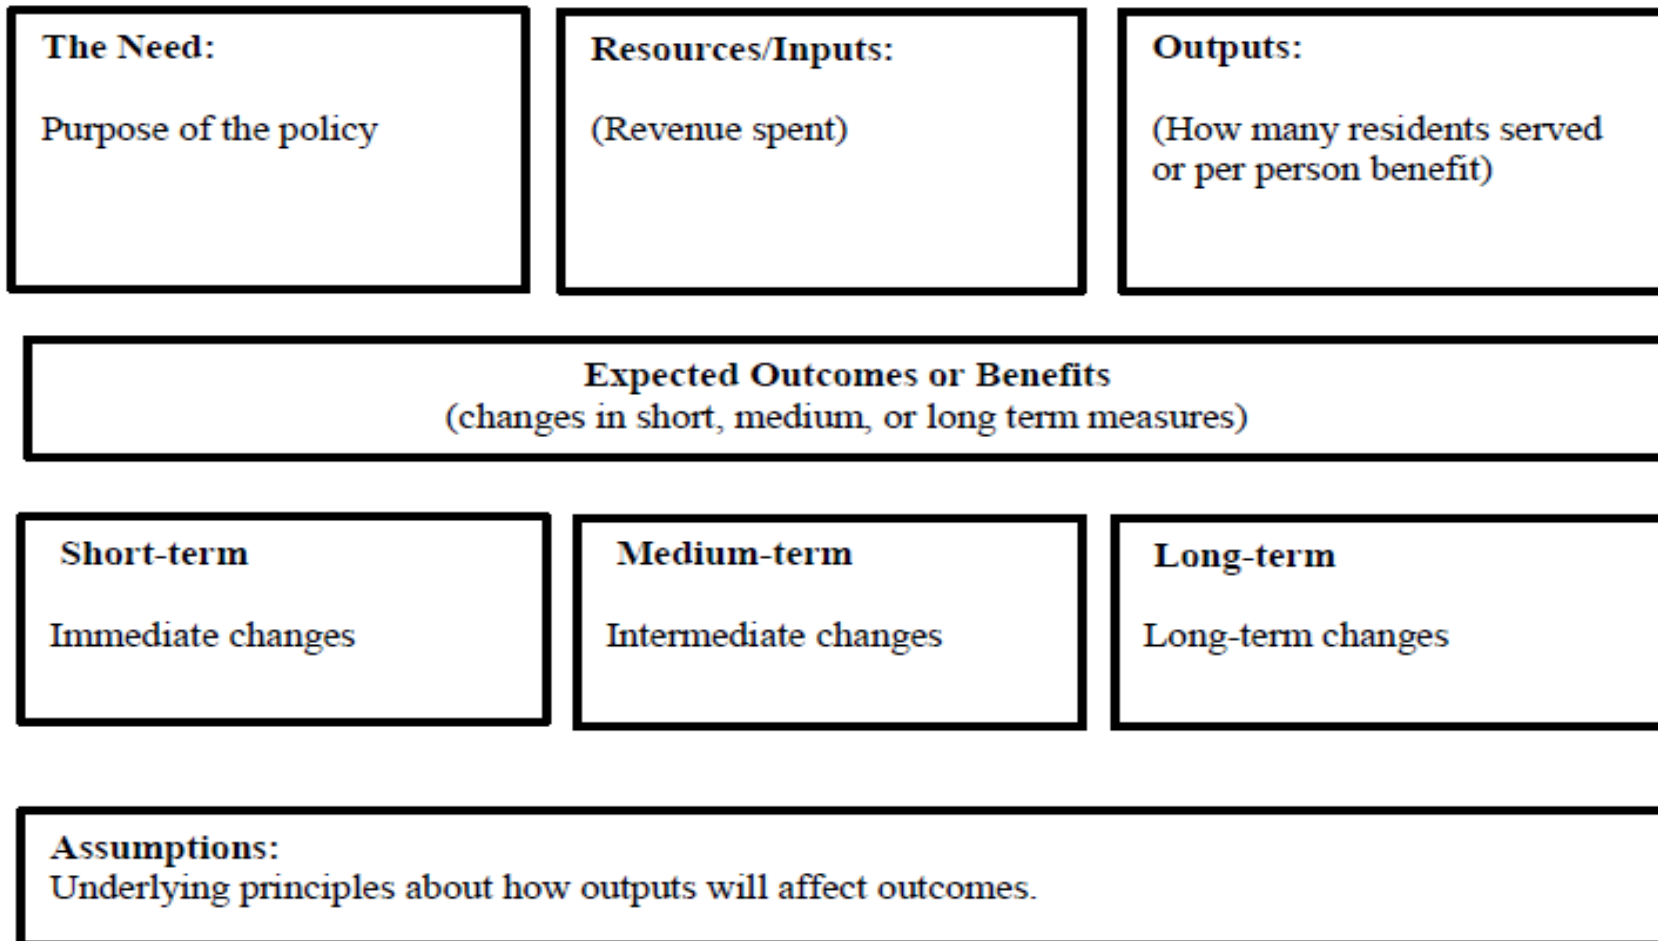 The Need:
Purpose of the policy
Resources/Inputs:
(Revenue spent)
Outputs:
(How many residents served
or per person benefit)
Expected Outcomes or Benefits
(changes in short, medium, or long term measures)
Short-term
Immediate changes
Medium-term
Intermediate changes
Long-term
Long-term changes
Assumptions:
Underlying principles about how outputs will affect outcomes.